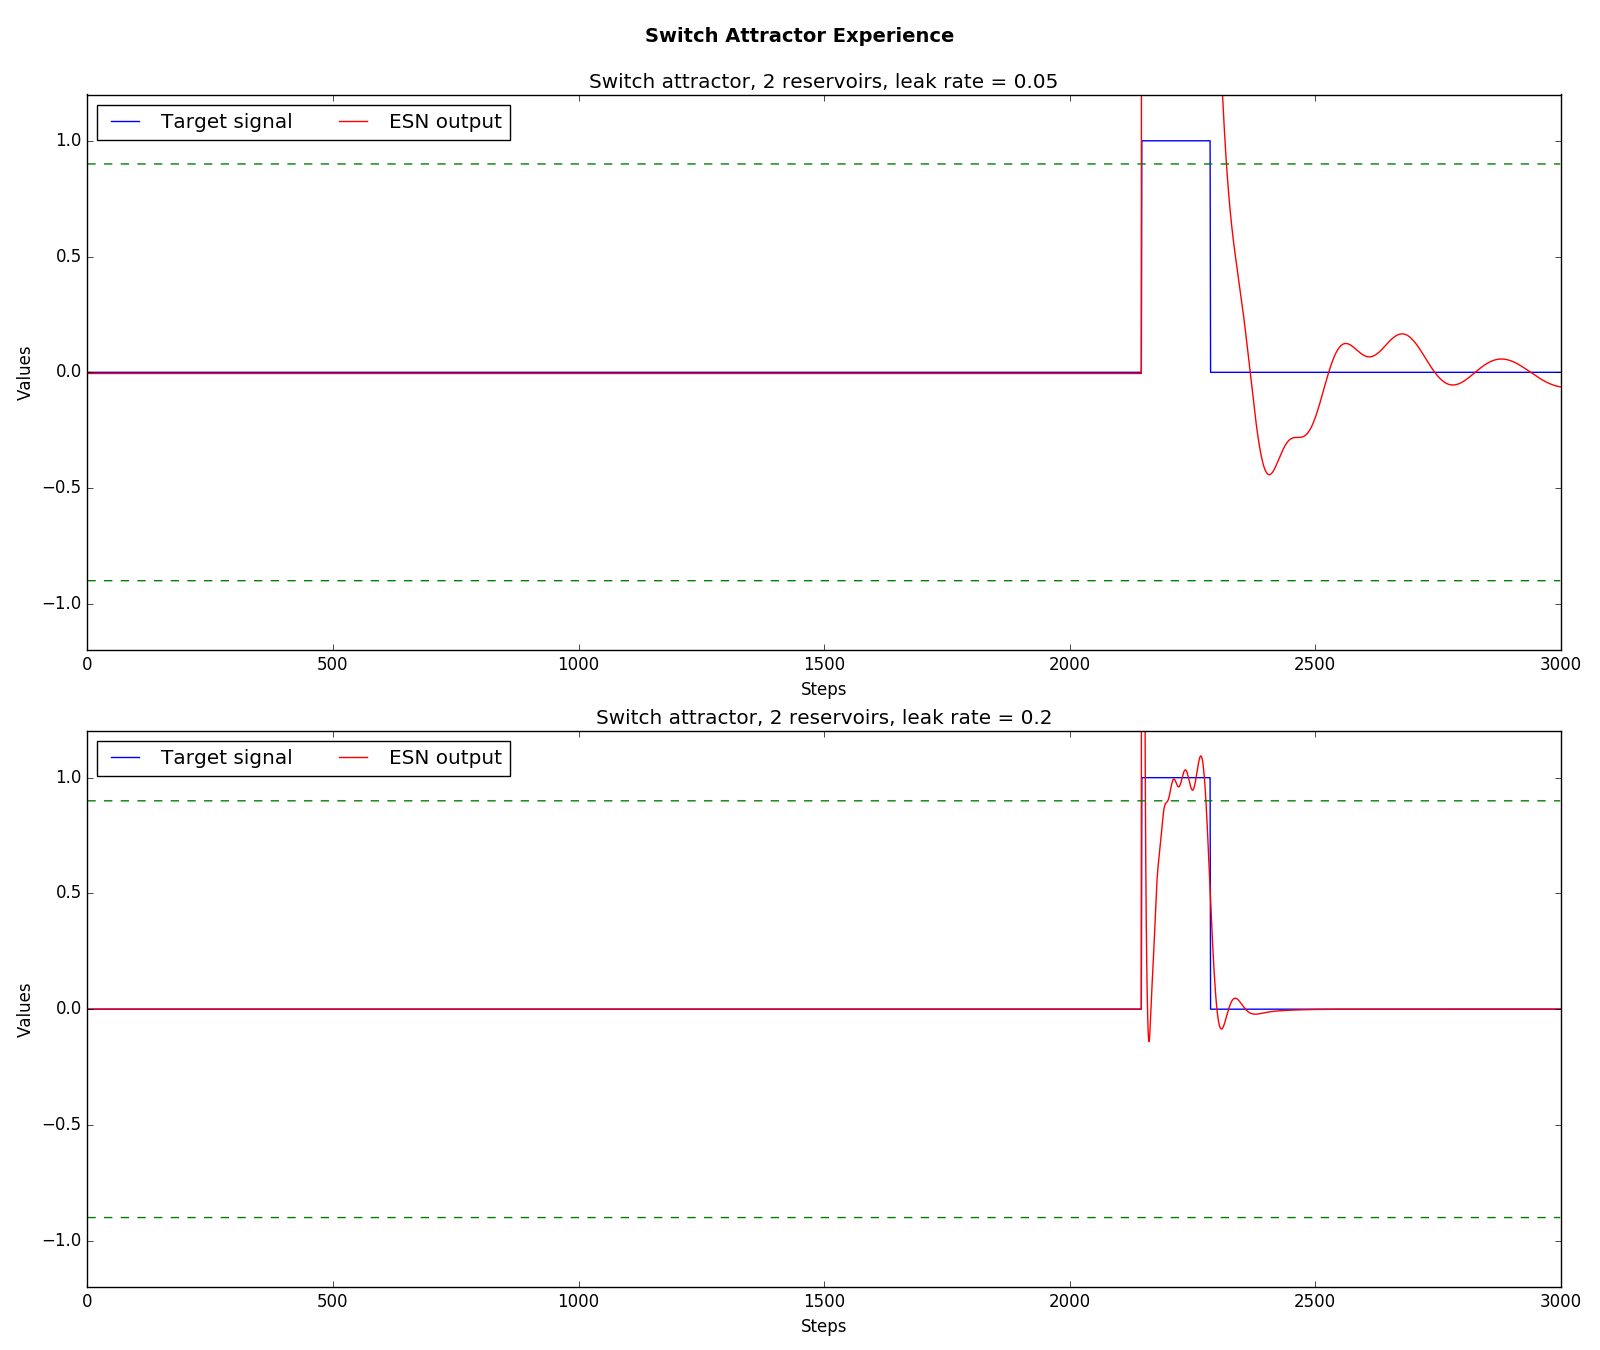 Switch Attractor Experience
Switch attractor, 2 reservoirs, leak rate = 0.05
Target signal ESN output
1.0
0.5
0.0
−0.5
−1.0
Values
0 500 1000 1500 2000 2500 3000
Steps
Switch attractor, 2 reservoirs, leak rate = 0.2
Target signal ESN output
1.0
0.5
0.0
−0.5
−1.0
Values
0 500 1000 1500 2000 2500 3000
Steps